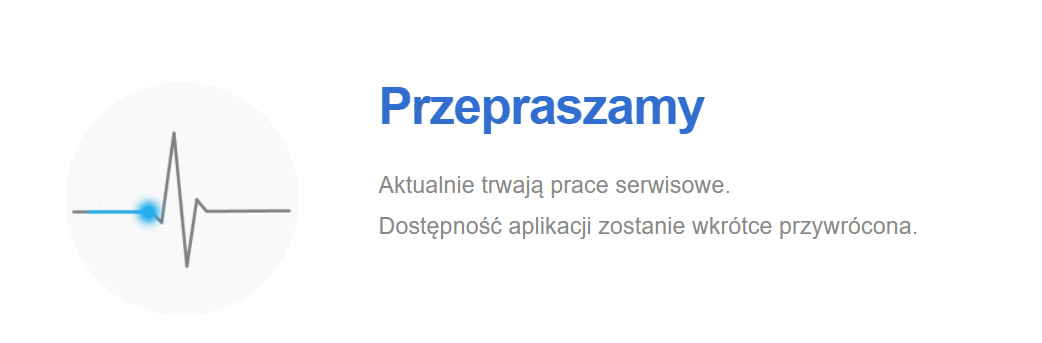 Przepraszamy
Aktualnie trwają prace serwisowe.
Dostępność aplikacji zostanie wkrótce przywrócona.